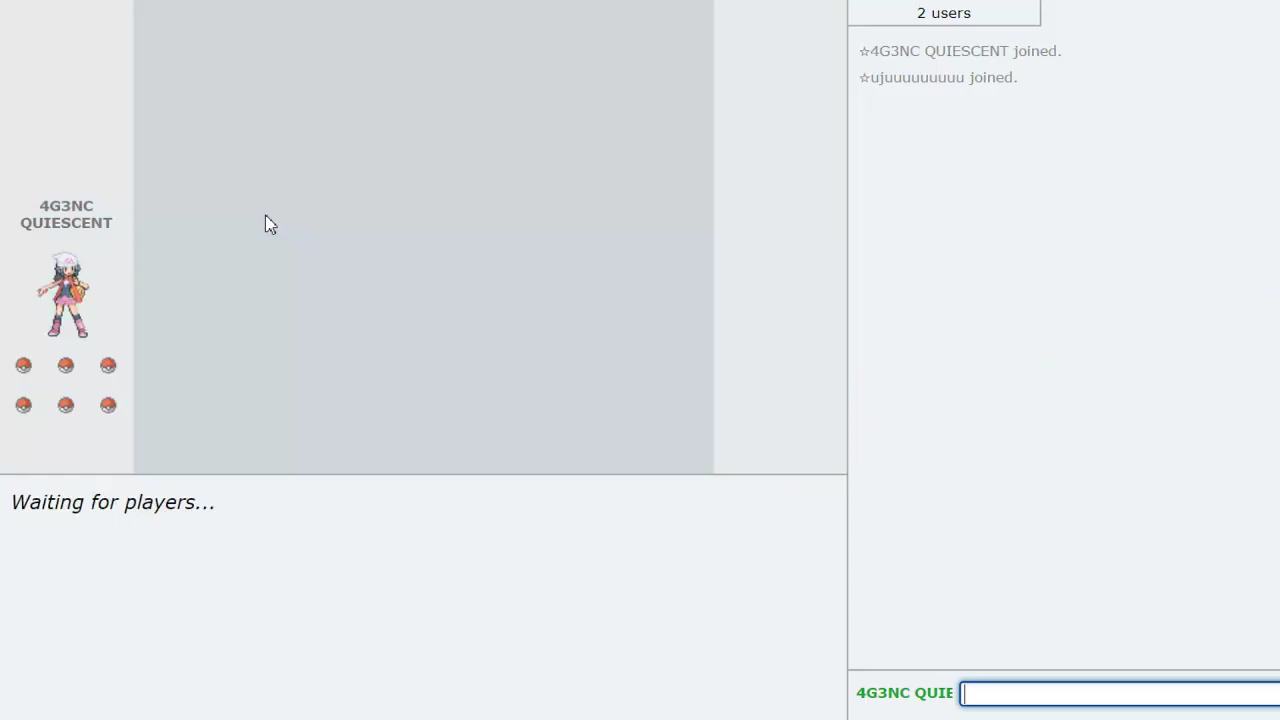 2 users
☆4G3NC QUIESCENT joined.
☆ujuuuuuuuuu joined.
4G3NC
QUIESCENT
Waiting for players...
4G3NC QUIE